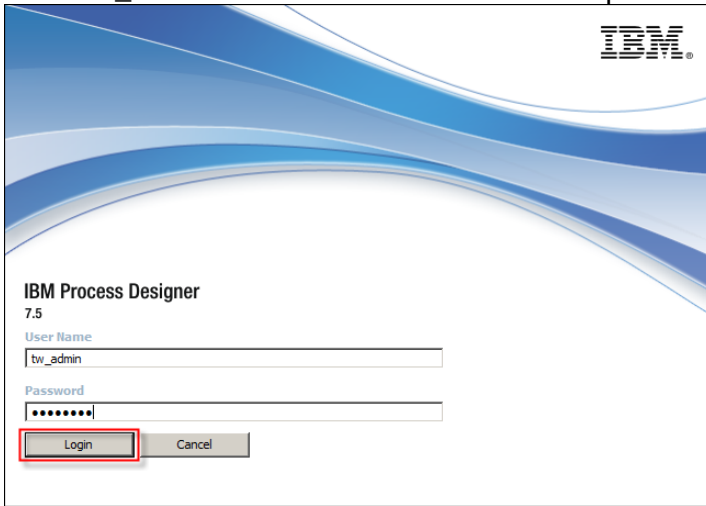 IBM®
IBM Process Designer
7.5
User Name
tw_admin
Password
••••••••
Login Cancel